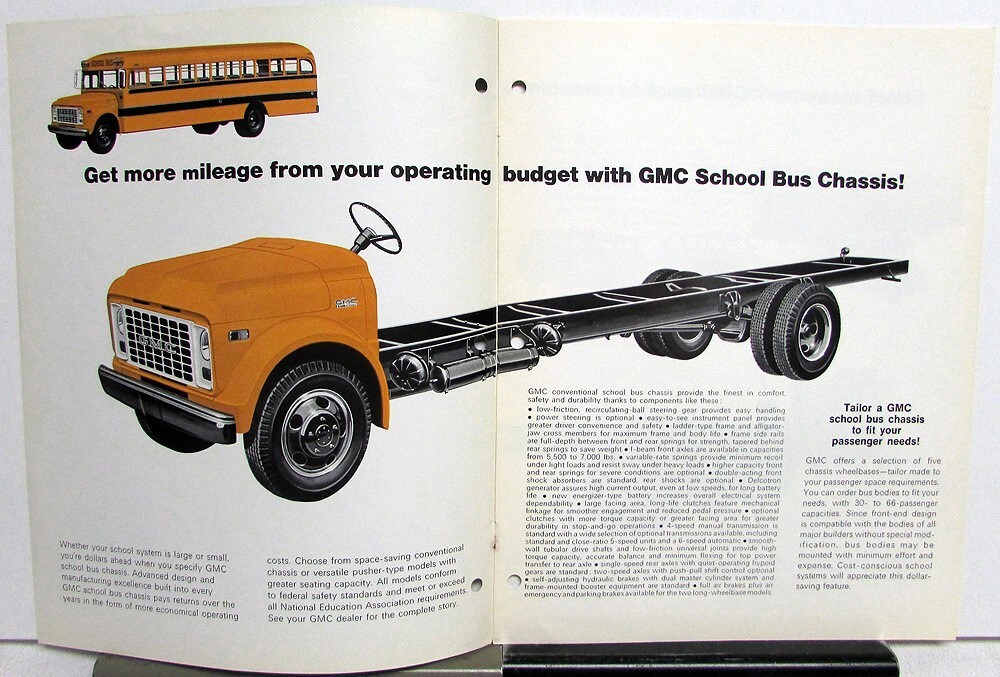 SCHOOL BUS
Get more mileage from your operating budget with GMC School Bus Chassis!
GMC
GMC
Whether your school system is large or small,
you're dollars ahead when you specify GMC
school bus chassis. Advanced design and
manufacturing excellence built into every
GMC school bus chassis pays returns over the
years in the form of more economical operating
costs. Choose from space-saving conventional
chassis or versatile pusher-type models with
greater seating capacity. All models conform
to federal safety standards and meet or exceed
all National Education Association requirements.
See your GMC dealer for the complete story.
GMC conventional school bus chassis provide the finest in comfort,
safety and durability thanks to components like these:
• low-friction, recirculating-ball steering gear provides easy handling
• power steering is optional • easy-to-see instrument panel provides
greater driver convenience and safety • ladder-type frame and alligator-
jaw cross members for maximum frame and body life • frame side rails
are full-depth between front and rear springs for strength, tapered behind
rear springs to save weight • I-beam front axles are available in capacities
from 5,500 to 7,000 lbs. • variable-rate springs provide minimum recoil
under light loads and resist sway under heavy loads • higher capacity front
and rear springs for severe conditions are optional • double-acting front
shock absorbers are standard, rear shocks are optional • Delcotron
generator assures high current output, even at low speeds, for long battery
life • new energizer-type battery increases overall electrical system
dependability • large facing area, long-life clutches feature mechanical
linkage for smoother engagement and reduced pedal pressure • optional
clutches with more torque capacity or greater facing area for greater
durability in stop-and-go operations • 4-speed manual transmission is
standard with a wide selection of optional transmissions available, including
standard and close-ratio 5-speed units and a 6-speed automatic • smooth-
wall tubular drive shafts and low-friction universal joints provide high
torque capacity, accurate balance and minimum flexing for top power
transfer to rear axle • single-speed rear axles with quiet-operating hypoid
gears are standard; two-speed axles with push-pull shift control optional
• self-adjusting hydraulic brakes with dual master cylinder system and
frame-mounted booster equipment are standard • full air brakes plus air
emergency and parking brakes available for the two long-wheelbase models.
Tailor a GMC
school bus chassis
to fit your
passenger needs!
GMC offers a selection of five
chassis wheelbases—tailor made to
your passenger space requirements.
You can order bus bodies to fit your
needs, with 30- to 66-passenger
capacities. Since front-end design
is compatible with the bodies of all
major builders without special mod-
ification, bus bodies may be
mounted with minimum effort and
expense. Cost-conscious school
systems will appreciate this dollar-
saving feature.